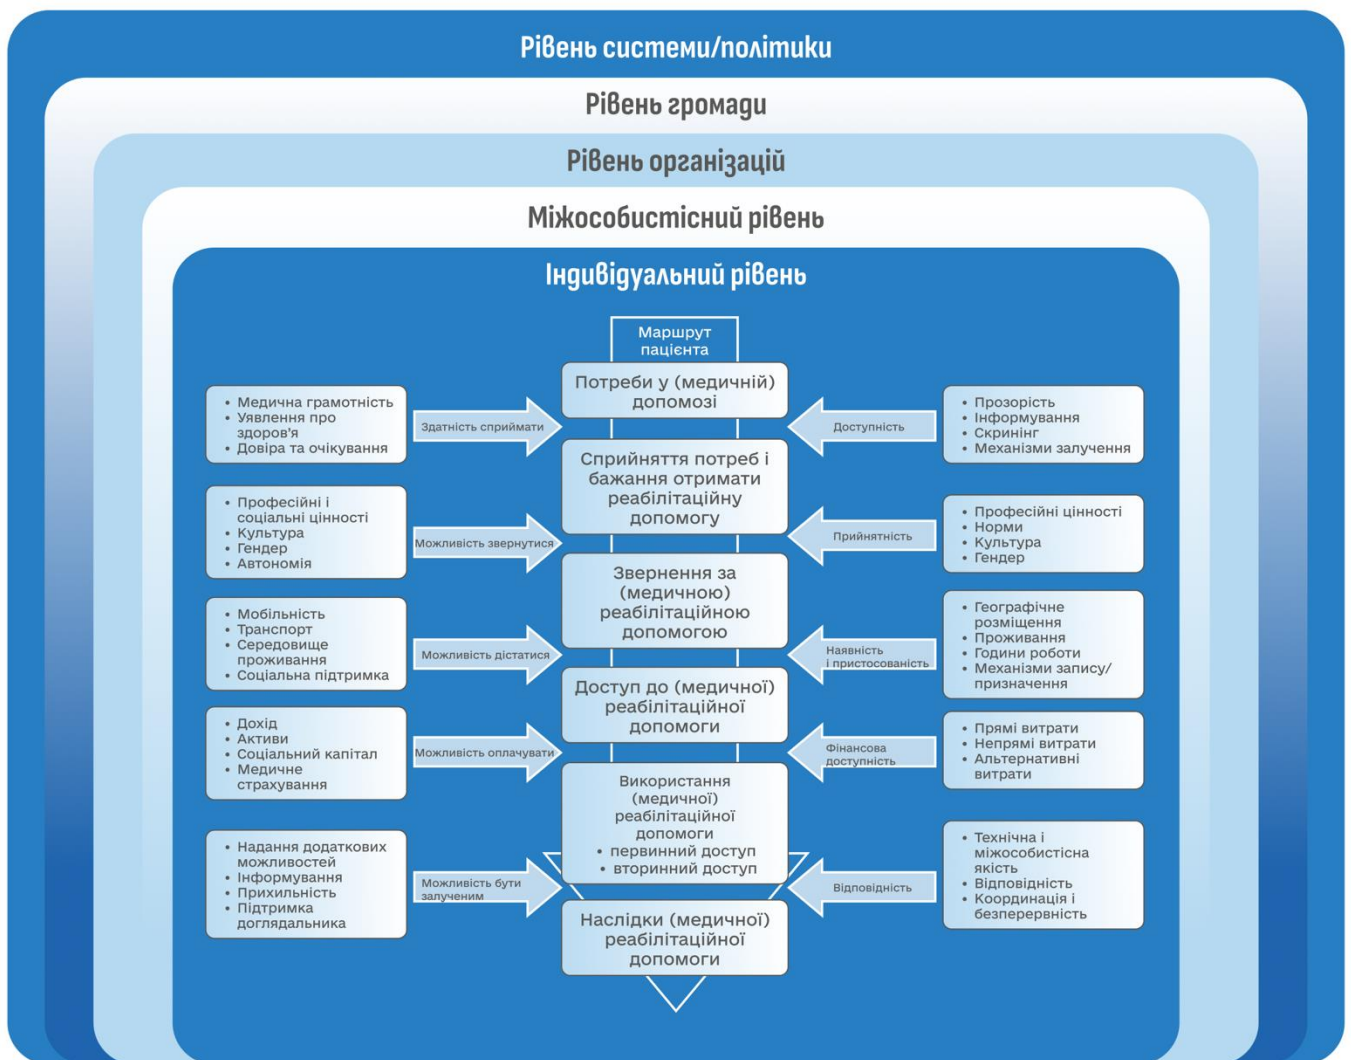 Рівень системи/політики
Рівень громади
Рівень організацій
Міжособистісний рівень
Індивідуальний рівень
Маршрут
пацієнта
Потреби у (медичній)
допомозі
• Медична грамотність
• Уявлення про
здоров’я
• Довіра та очікування
Здатність сприймати
Доступність
• Прозорість
• Інформування
• Скринінг
• Механізми залучення
Сприйняття потреб і
бажання отримати
реабілітаційну
допомогу
• Професійні і
соціальні цінності
• Культура
• Гендер
• Автономія
Можливість звернутися
Прийнятність
• Професійні цінності
• Норми
• Культура
• Гендер
Звернення за
(медичною)
реабілітаційною
допомогою
• Мобільність
• Транспорт
• Середовище
проживання
• Соціальна підтримка
Можливість дістатися
Наявність
і пристосованість
• Географічне
розміщення
• Проживання
• Години роботи
• Механізми запису/
призначення
Доступ до (медичної)
реабілітаційної
допомоги
• Дохід
• Активи
• Соціальний капітал
• Медичне
страхування
Можливість оплачувати
Фінансова
доступність
• Прямі витрати
• Непрямі витрати
• Альтернативні
витрати
Використання
(медичної)
реабілітаційної
допомоги
• первинний доступ
• вторинний доступ
• Надання додаткових
можливостей
• Інформування
• Прихильність
• Підтримка
доглядальника
Можливість бути
залученим
Відповідність
• Технічна і
міжособистісна
якість
• Відповідність
• Координація і
безперервність
Наслідки (медичної)
реабілітаційної
допомоги